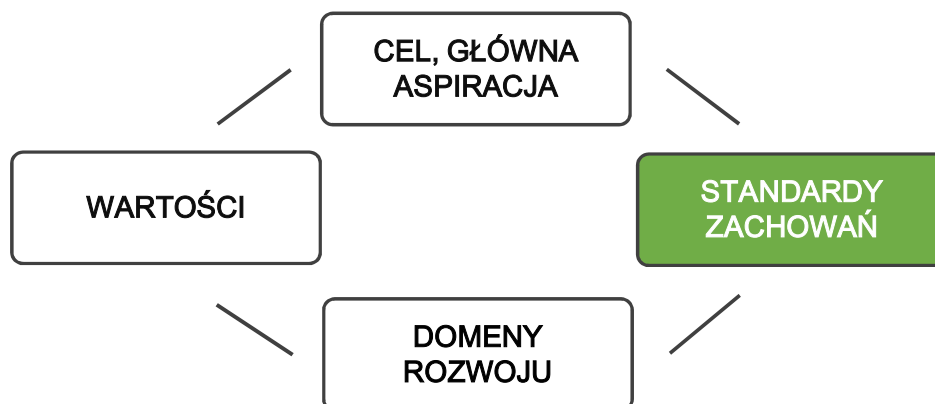 CEL, GŁÓWNA
ASPIRACJA
WARTOŚCI
STANDARDY
ZACHOWAŃ
DOMENY
ROZWOJU